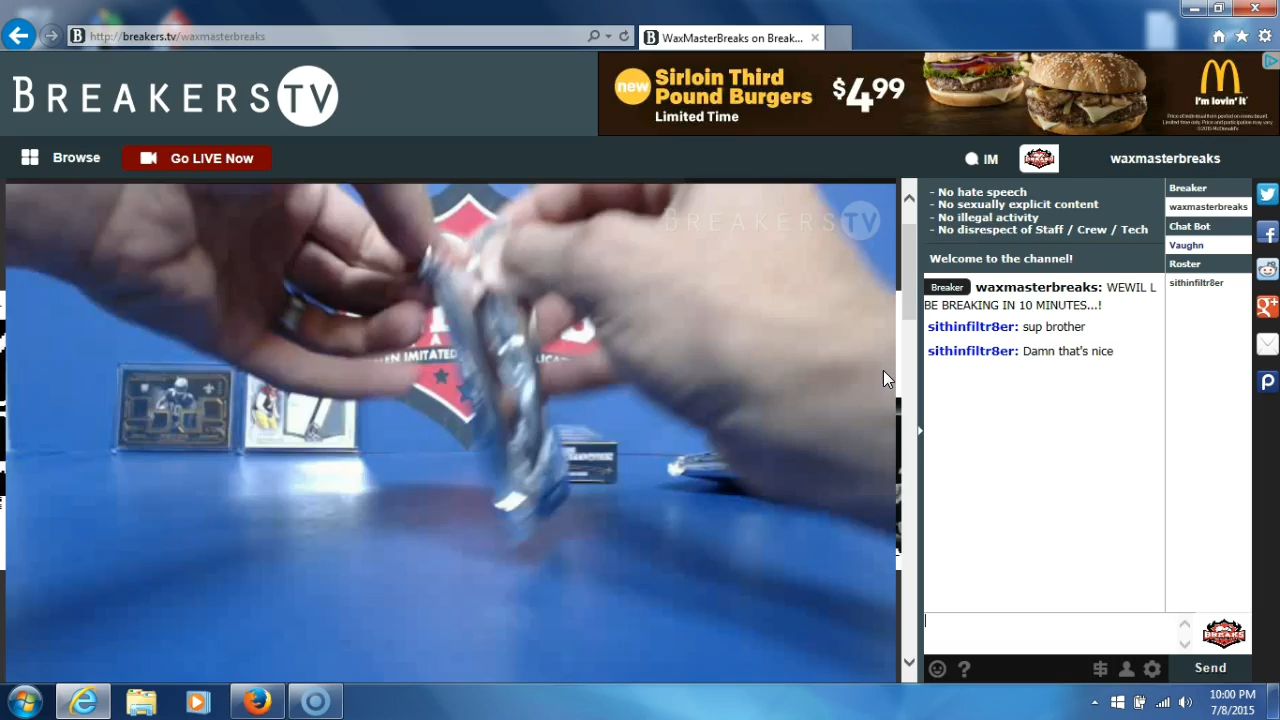 http://breakers.tv/waxmasterbreaks
WaxMasterBreaks on Break...
BREAKERS TV
new
Sirloin Third
Pound Burgers
Limited Time
$4.99
i'm lovin' it
Browse
Go LIVE Now
IM
waxmasterbreaks
BREAKERS TV
- No hate speech
- No sexually explicit content
- No illegal activity
- No disrespect of Staff / Crew / Tech
Welcome to the channel!
Breaker waxmasterbreaks: WEWIL L
BE BREAKING IN 10 MINUTES...!
sithinfiltr8er: sup brother
sithinfiltr8er: Damn that's nice
Breaker
waxmasterbreaks
Chat Bot
Vaughn
Roster
sithinfiltr8er
EN IMITATED
BREAKS
Send
10:00 PM
7/8/2015